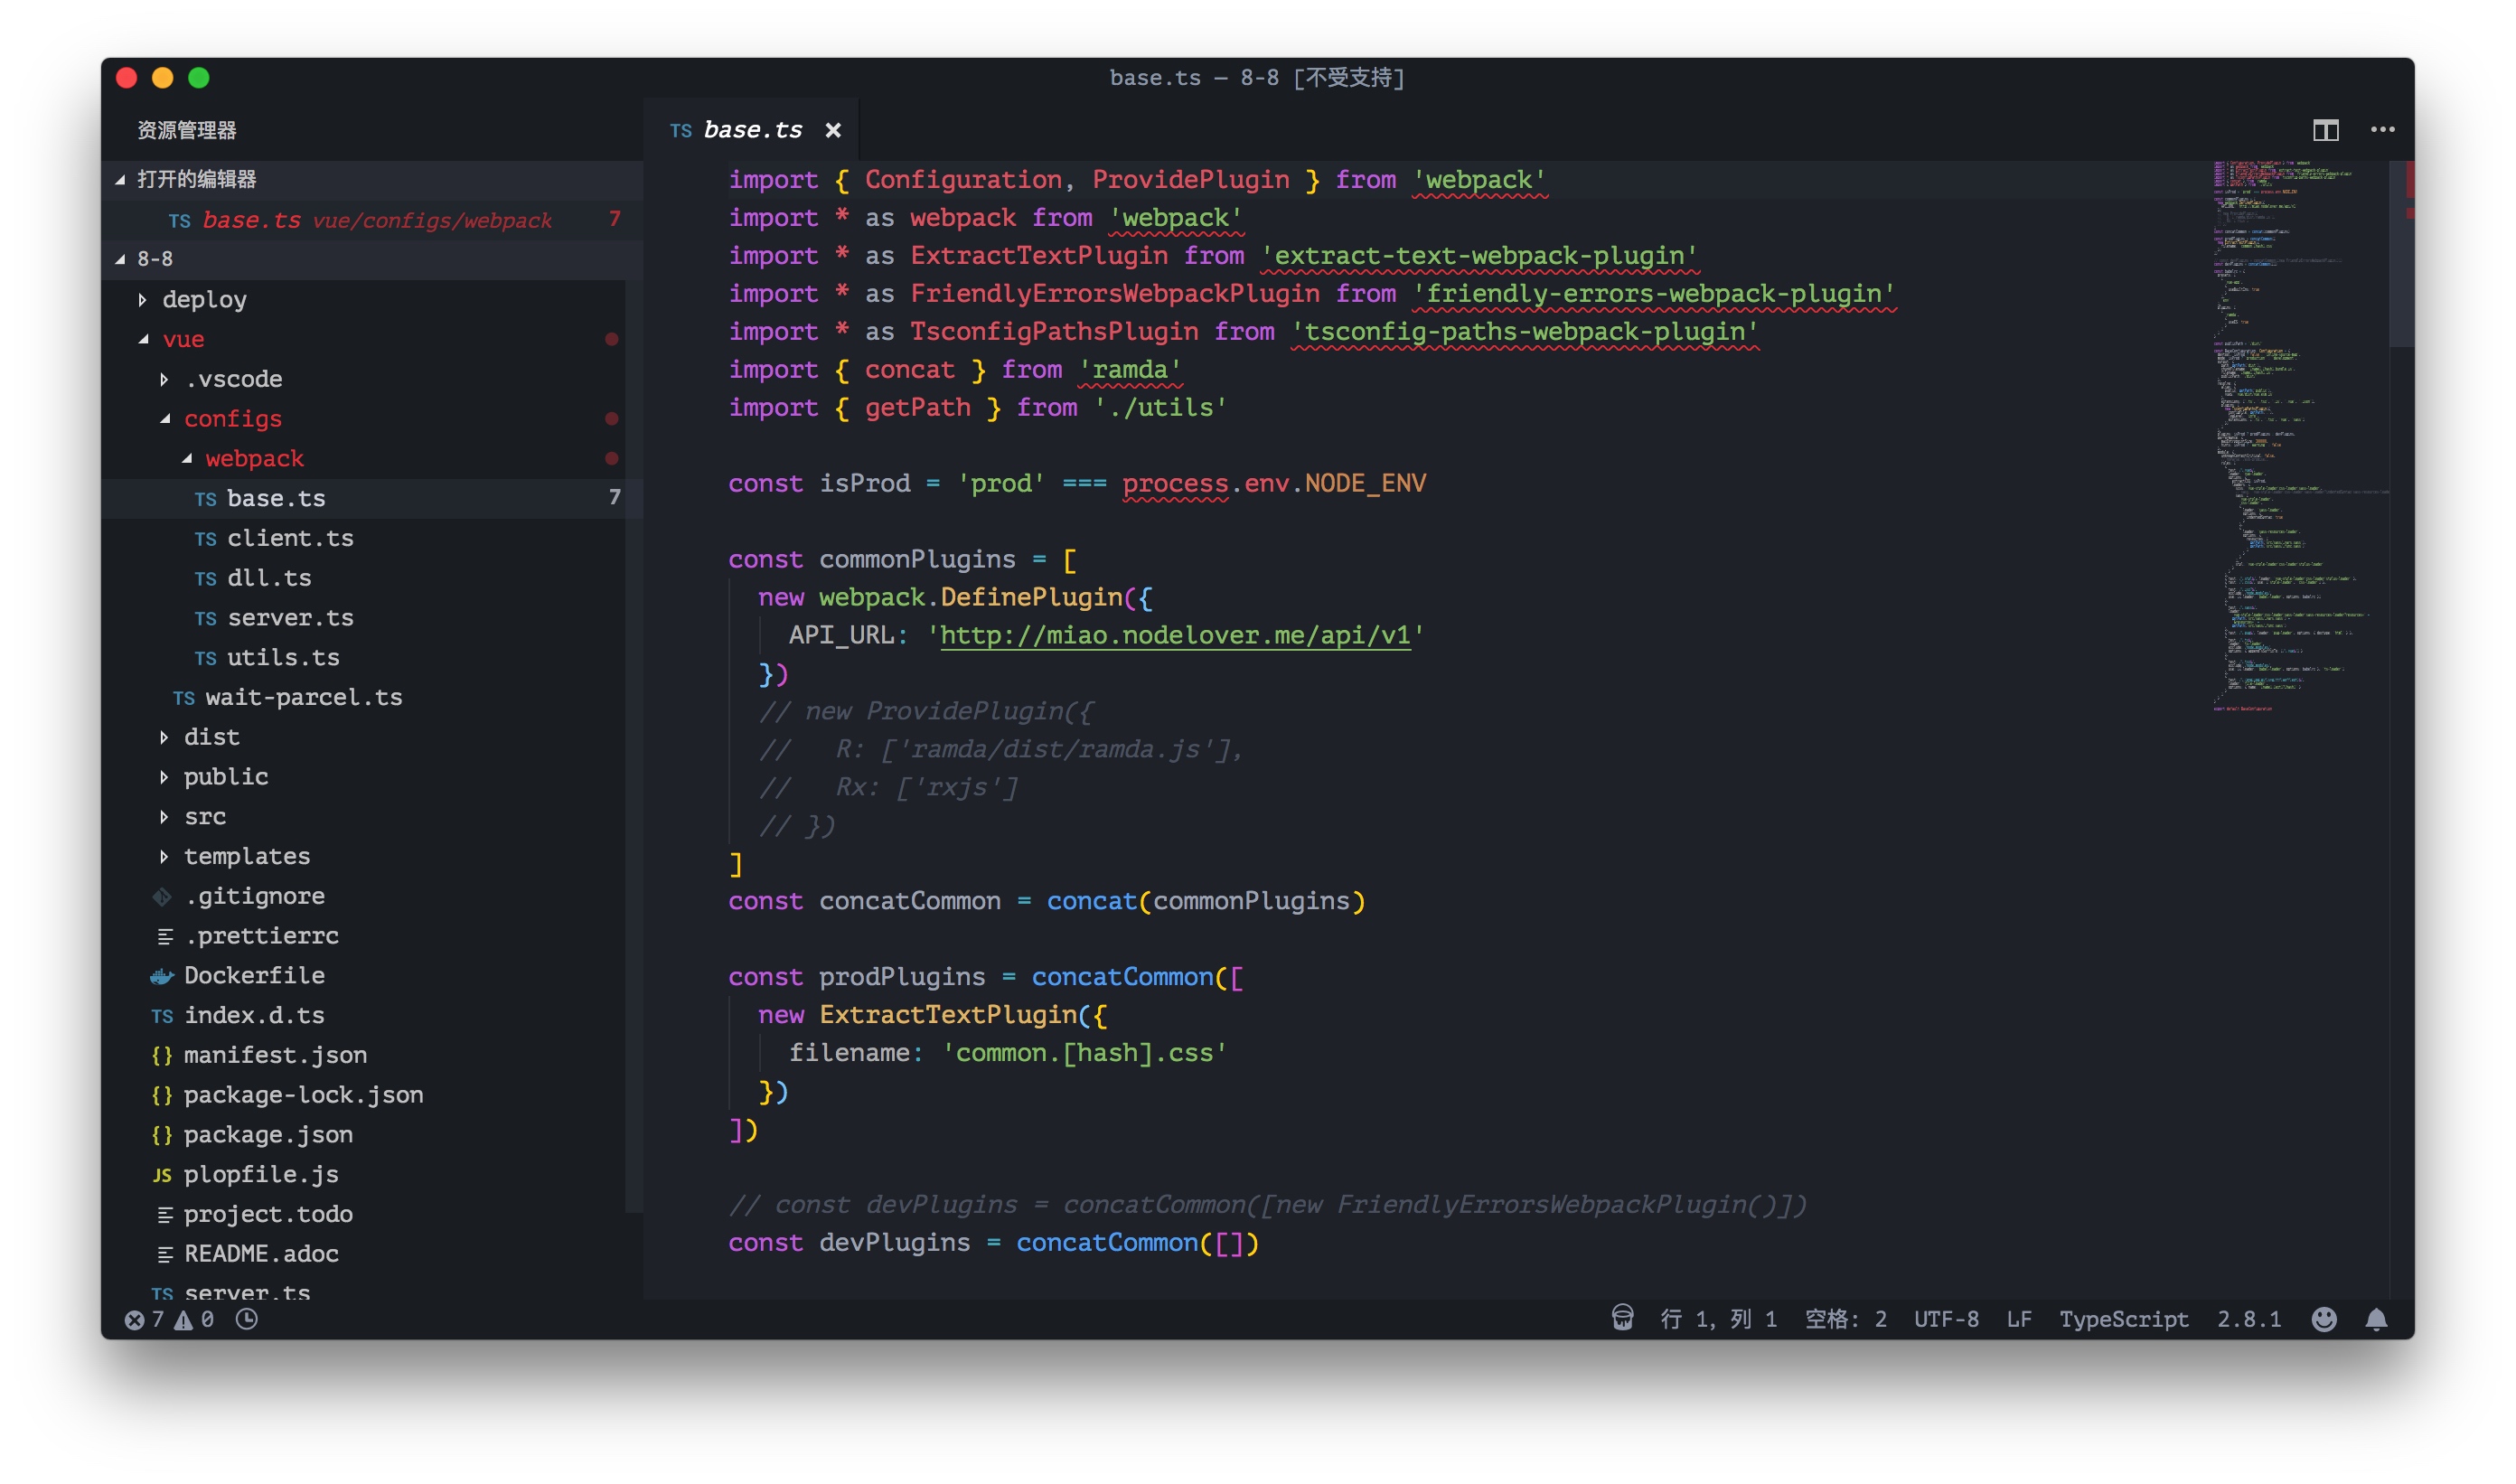 base.ts — 8-8 [不受支持]
资源管理器
打开的编辑器
TS base.ts vue/configs/webpack 7
8-8
deploy
vue
.vscode
configs
webpack
TS base.ts 7
TS client.ts
TS dll.ts
TS server.ts
TS utils.ts
TS wait-parcel.ts
dist
public
src
templates
.gitignore
.prettierrc
Dockerfile
TS index.d.ts
{} manifest.json
{} package-lock.json
{} package.json
JS plopfile.js
project.todo
README.adoc
TS server.ts
TS base.ts
import { Configuration, ProvidePlugin } from 'webpack'
import * as webpack from 'webpack'
import * as ExtractTextPlugin from 'extract-text-webpack-plugin'
import * as FriendlyErrorsWebpackPlugin from 'friendly-errors-webpack-plugin'
import * as TsconfigPathsPlugin from 'tsconfig-paths-webpack-plugin'
import { concat } from 'ramda'
import { getPath } from './utils'
const isProd = 'prod' === process.env.NODE_ENV
const commonPlugins = [
new webpack.DefinePlugin({
API_URL: 'http://miao.nodelover.me/api/v1'
})
// new ProvidePlugin({
//   R: ['ramda/dist/ramda.js'],
//   Rx: ['rxjs']
// })
]
const concatCommon = concat(commonPlugins)
const prodPlugins = concatCommon([
new ExtractTextPlugin({
filename: 'common.[hash].css'
})
])
// const devPlugins = concatCommon([new FriendlyErrorsWebpackPlugin()])
const devPlugins = concatCommon([])
7 0 行 1, 列 1 空格: 2 UTF-8 LF TypeScript 2.8.1